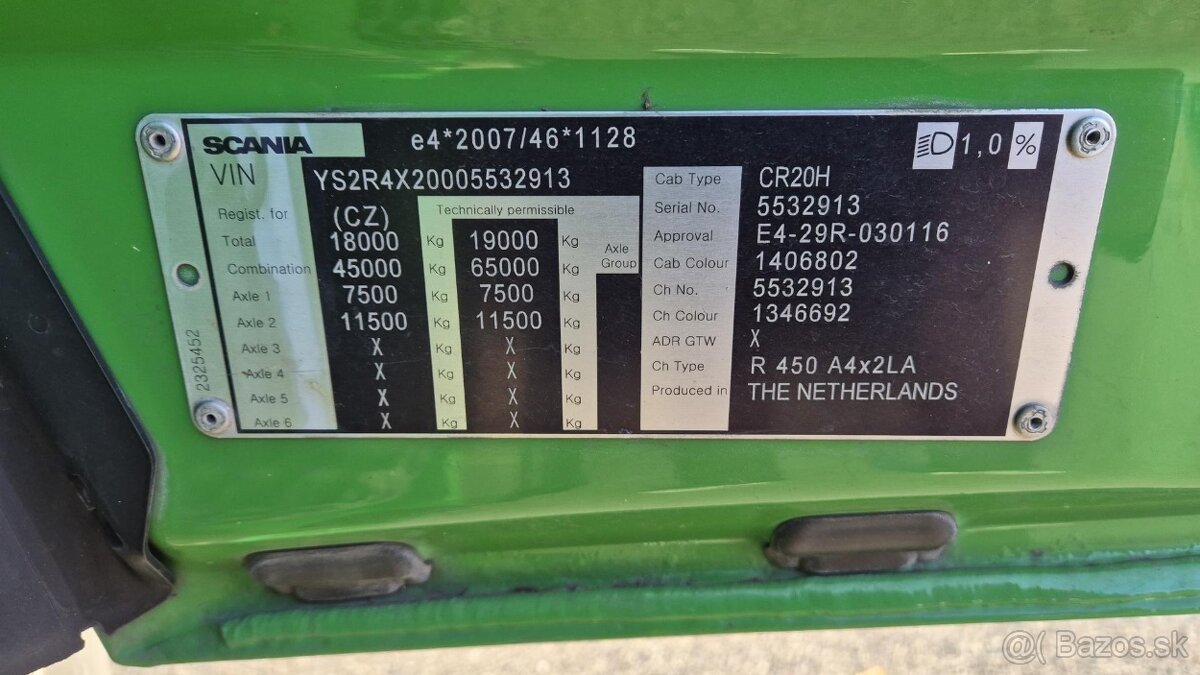 SCANIA e4*2007/46*1128 1,0 %
VIN YS2R4X20005532913
Regist. for (CZ) Technically permissible
Total 18000 Kg 19000 Kg Axle Group
Combination 45000 Kg 65000 Kg
Axle 1 7500 Kg 7500 Kg
Axle 2 11500 Kg 11500 Kg
Axle 3 X Kg X Kg
Axle 4 X Kg X Kg
Axle 5 X Kg X Kg
Axle 6 X Kg X Kg
Cab Type CR20H
Serial No. 5532913
Approval E4-29R-030116
Cab Colour 1406802
Ch No. 5532913
Ch Colour 1346692
ADR GTW X
Ch Type R 450 A4x2LA
Produced in THE NETHERLANDS
2325452
Bazos.sk